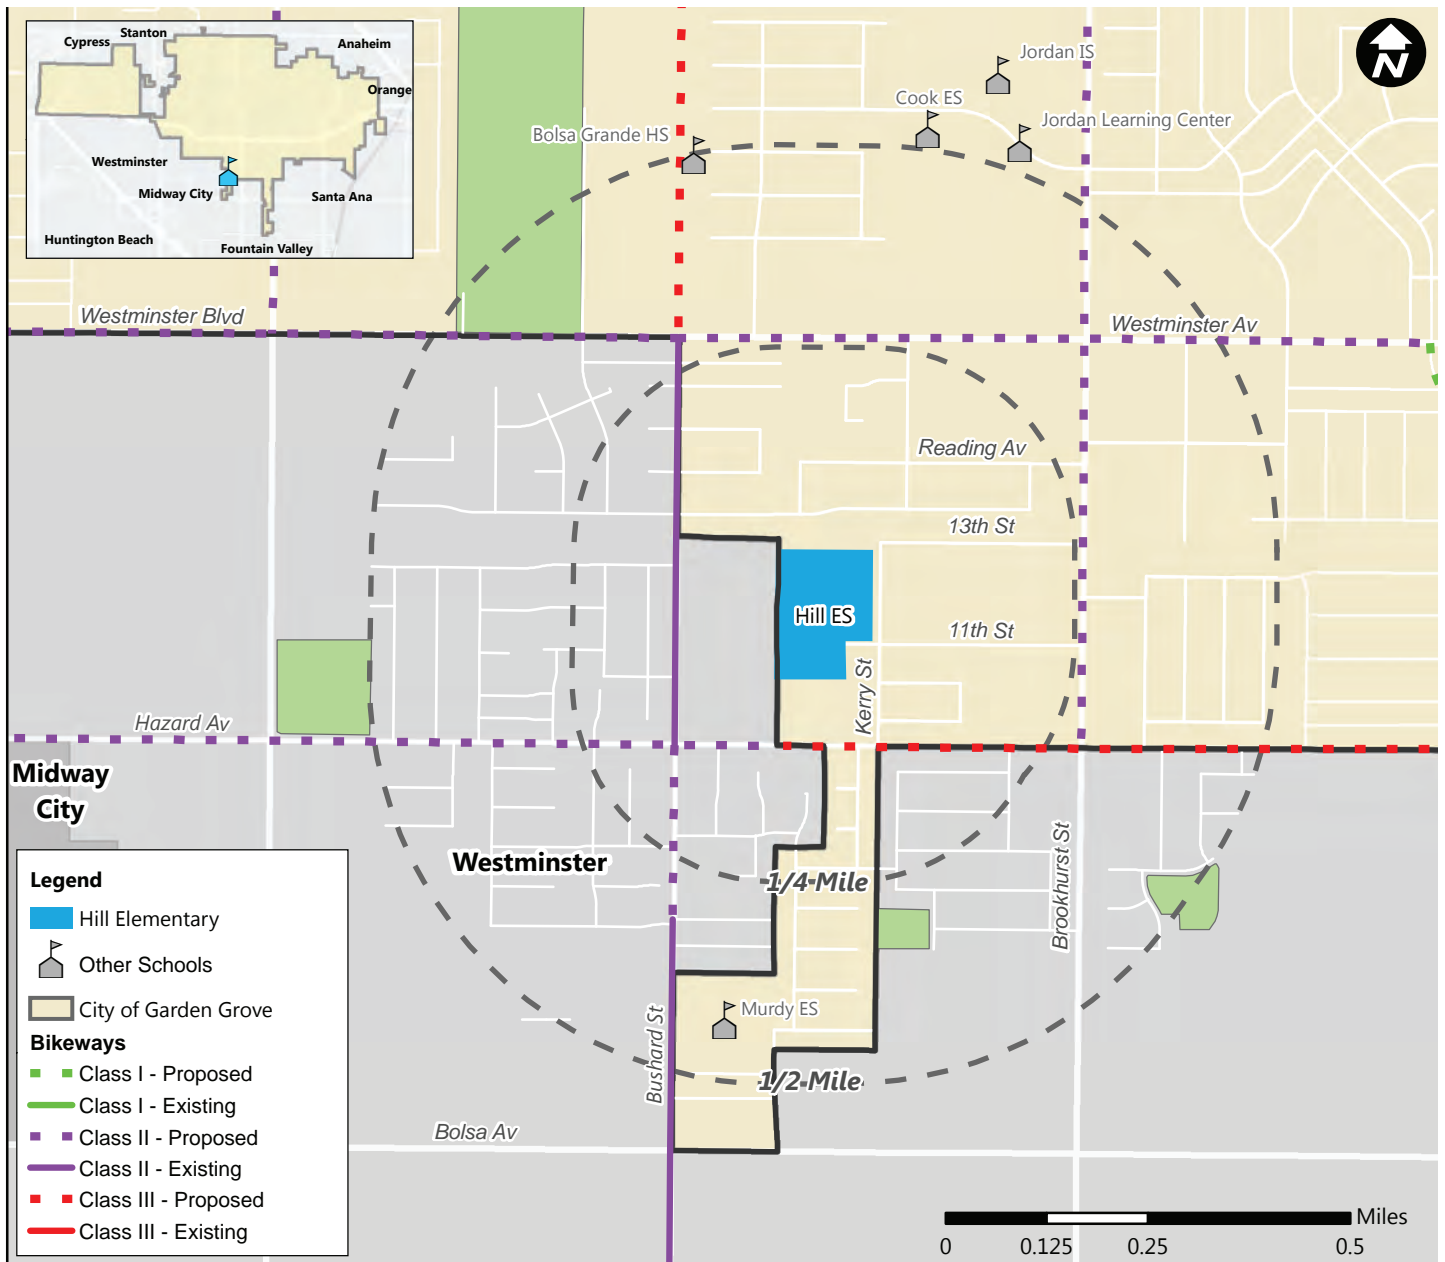 Cypress
Stanton
Anaheim
Orange
Westminster
Midway City
Santa Ana
Huntington Beach
Fountain Valley
N
Jordan IS
Cook ES
Jordan Learning Center
Bolsa Grande HS
Westminster Blvd
Westminster Av
Reading Av
13th St
Hill ES
11th St
Kerry St
Hazard Av
Midway
City
Westminster
1/4 Mile
Brookhurst St
Murdy ES
Bushard St
1/2 Mile
Bolsa Av
Legend
Hill Elementary
Other Schools
City of Garden Grove
Bikeways
Class I - Proposed
Class I - Existing
Class II - Proposed
Class II - Existing
Class III - Proposed
Class III - Existing
Miles
0 0.125 0.25 0.5